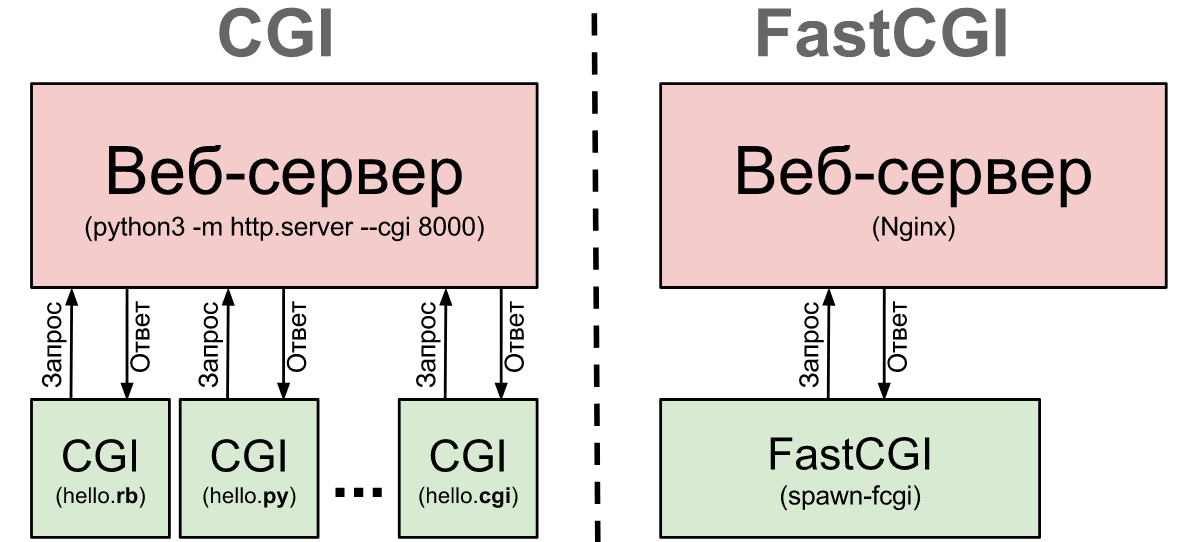 CGI
Веб-сервер
(python3 -m http.server --cgi 8000)
Запрос
Ответ
Запрос
Ответ
Запрос
Ответ
CGI
(hello.rb)
CGI
(hello.py)
...
CGI
(hello.cgi)
FastCGI
Веб-сервер
(Nginx)
Запрос
Ответ
FastCGI
(spawn-fcgi)